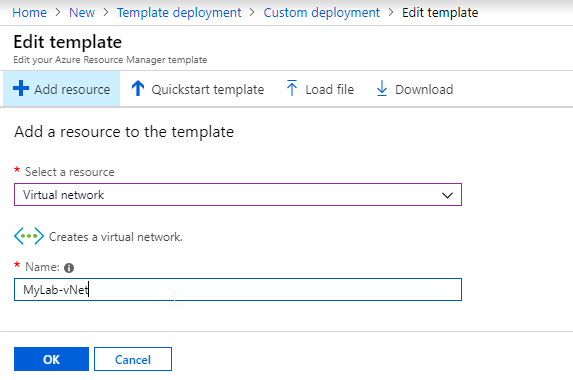 Home > New > Template deployment > Custom deployment > Edit template
Edit template
Edit your Azure Resource Manager template
Add resource Quickstart template Load file Download
Add a resource to the template
* Select a resource
Virtual network
Creates a virtual network.
* Name:
MyLab-vNet
OK Cancel